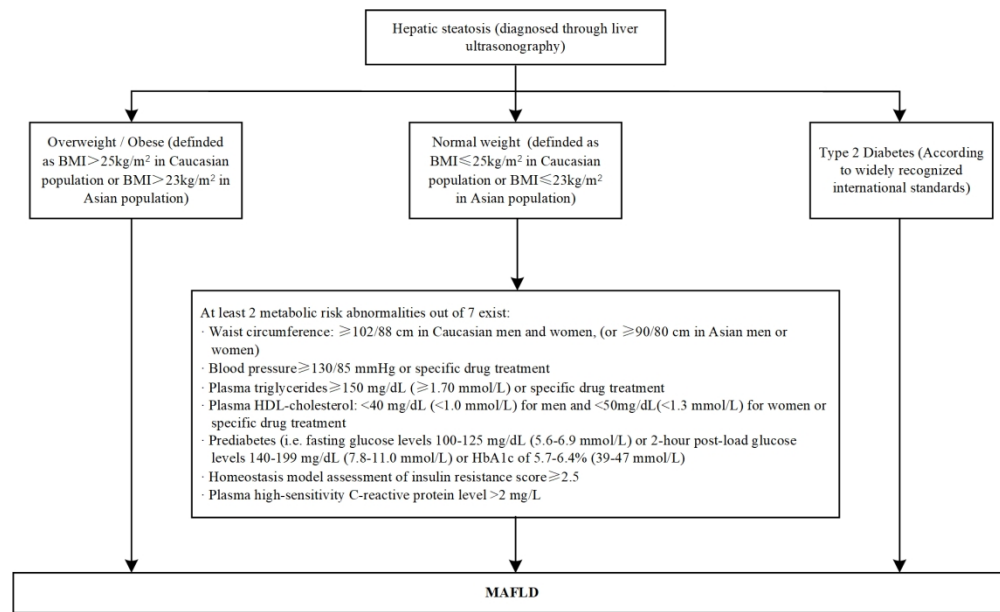 Hepatic steatosis (diagnosed through liver
ultrasonography)
Overweight / Obese (definded
as BMI＞25kg/m² in Caucasian
population or BMI＞23kg/m² in
Asian population)
Normal weight (definded as
BMI≤25kg/m² in Caucasian
population or BMI≤23kg/m²
in Asian population)
Type 2 Diabetes (According
to widely recognized
international standards)
At least 2 metabolic risk abnormalities out of 7 exist:
· Waist circumference: ≥102/88 cm in Caucasian men and women, (or ≥90/80 cm in Asian men or
women)
· Blood pressure≥130/85 mmHg or specific drug treatment
· Plasma triglycerides≥150 mg/dL (≥1.70 mmol/L) or specific drug treatment
· Plasma HDL-cholesterol: <40 mg/dL (<1.0 mmol/L) for men and <50mg/dL(<1.3 mmol/L) for women or
specific drug treatment
· Prediabetes (i.e. fasting glucose levels 100-125 mg/dL (5.6-6.9 mmol/L) or 2-hour post-load glucose
levels 140-199 mg/dL (7.8-11.0 mmol/L) or HbA1c of 5.7-6.4% (39-47 mmol/L)
· Homeostasis model assessment of insulin resistance score≥2.5
· Plasma high-sensitivity C-reactive protein level >2 mg/L
MAFLD